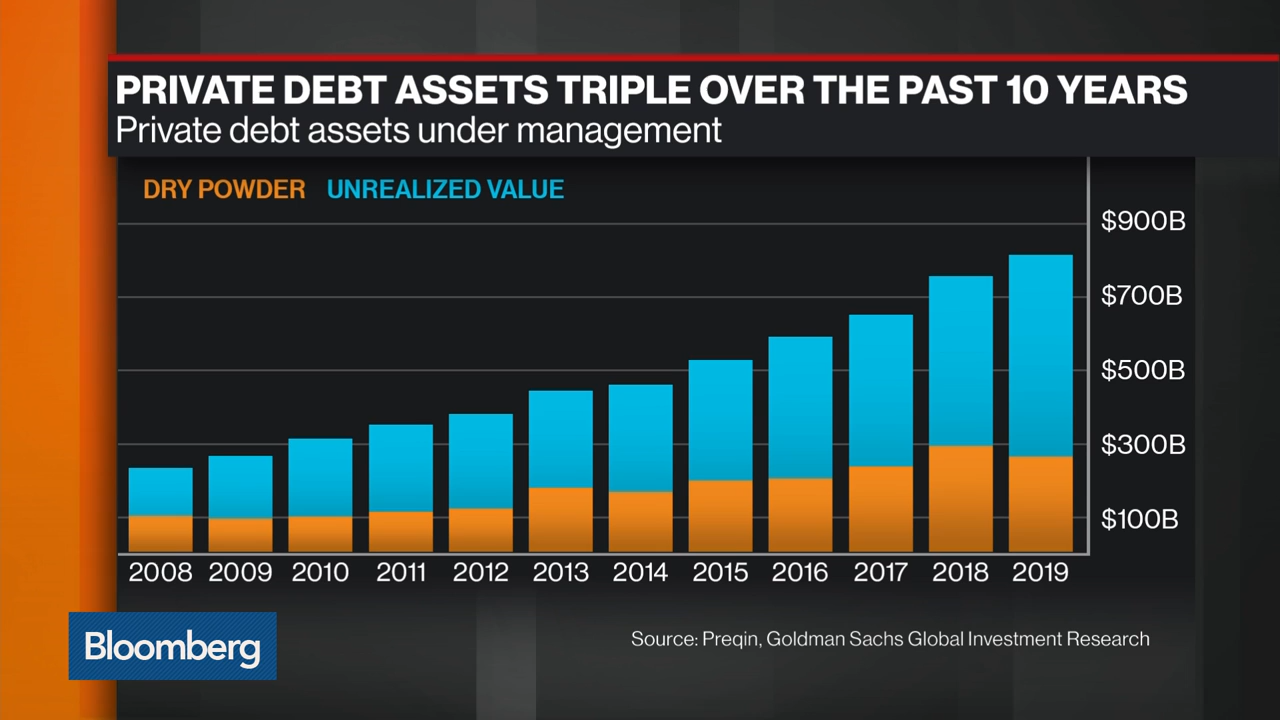 PRIVATE DEBT ASSETS TRIPLE OVER THE PAST 10 YEARS
Private debt assets under management
DRY POWDER UNREALIZED VALUE
$900B
$700B
$500B
$300B
$100B
2008 2009 2010 2011 2012 2013 2014 2015 2016 2017 2018 2019
Bloomberg
Source: Preqin, Goldman Sachs Global Investment Research